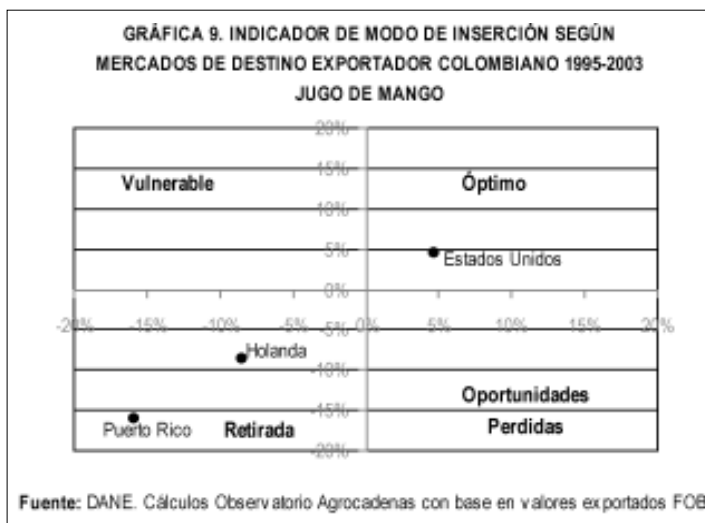 GRÁFICA 9. INDICADOR DE MODO DE INSERCIÓN SEGÚN
MERCADOS DE DESTINO EXPORTADOR COLOMBIANO 1995-2003
JUGO DE MANGO
20%
15%
Vulnerable
Óptimo
10%
5%
Estados Unidos
0%
-20% -15% -10% -5% 0% 5% 10% 15% 20%
-5%
Holanda
-10%
Oportunidades
-15%
Puerto Rico
Retirada
Perdidas
-20%
Fuente: DANE. Cálculos Observatorio Agrocadenas con base en valores exportados FOB